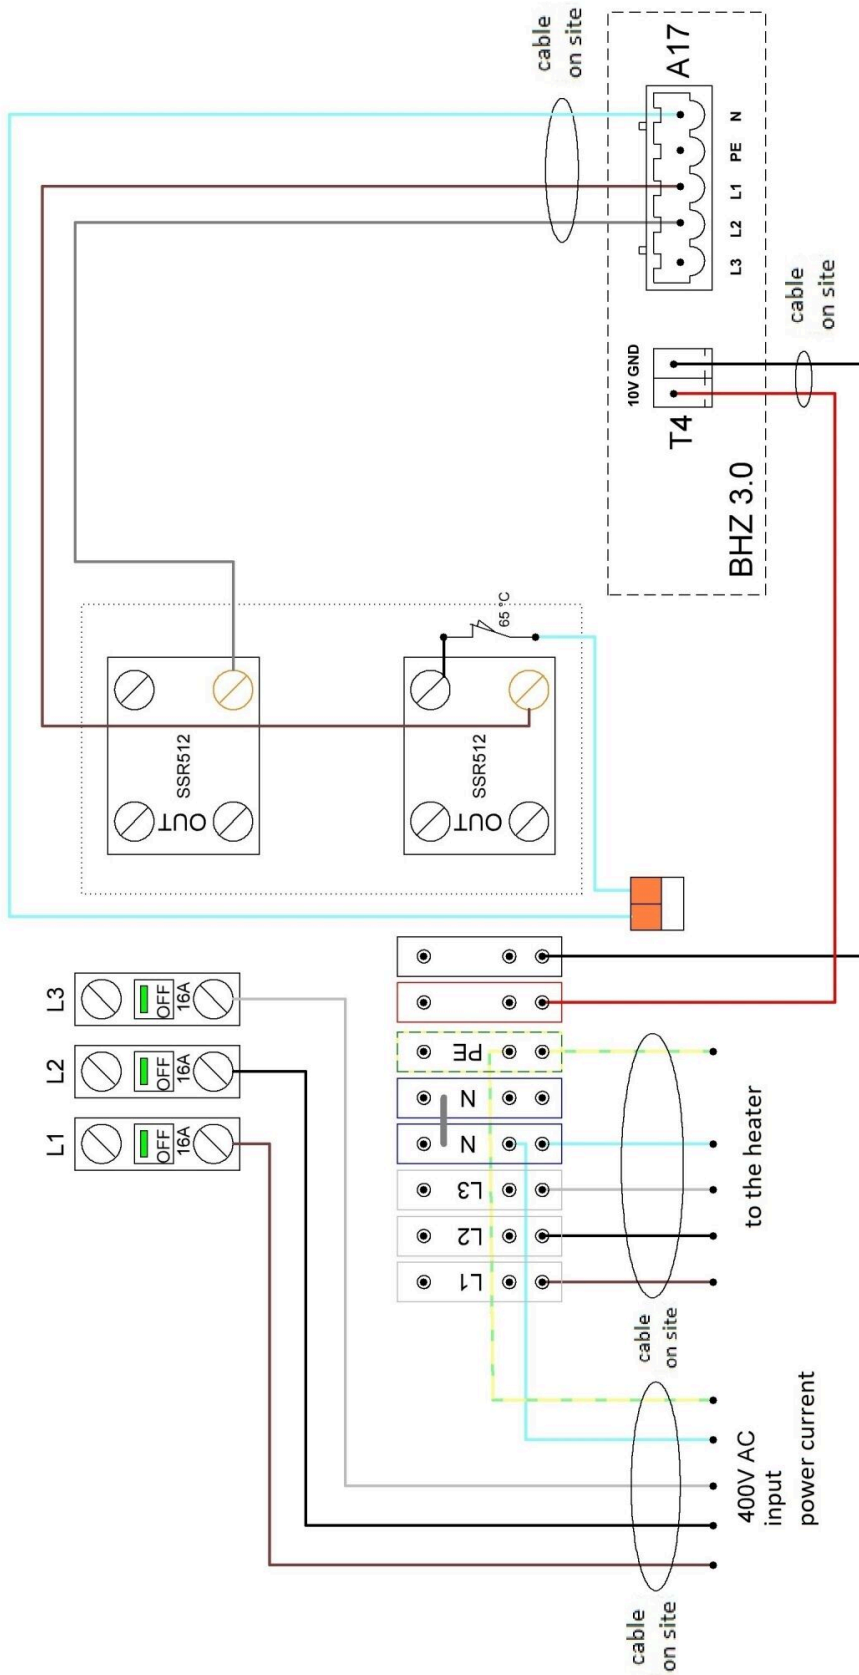 L1
L2
L3
OFF
16A
OFF
16A
OFF
16A
OUT
SSR512
OUT
SSR512
65 °C
cable
on site
A17
L3
L2
L1
PE
N
10V GND
T4
BHZ 3.0
cable
on site
L1
L2
L3
N
N
PE
cable
on site
to the heater
cable
on site
400V AC
input
power current